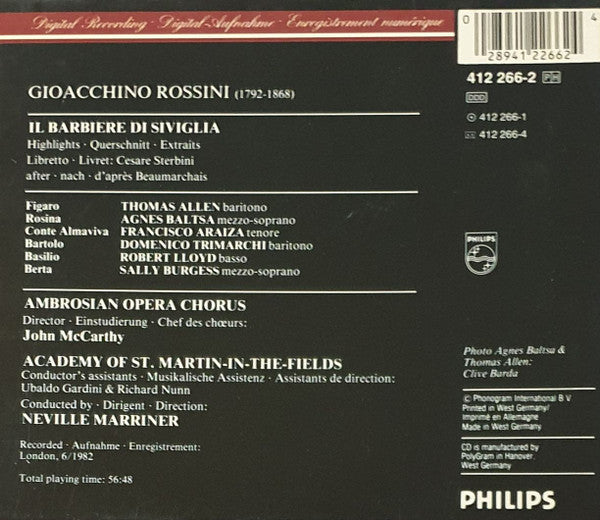 Digital Recording · Digital-Aufnahme · Enregistrement numérique
0 28941 22662 4
412 266-2 PH
DDD
412 266-1
412 266-4
GIOACCHINO ROSSINI (1792-1868)
IL BARBIERE DI SIVIGLIA
Highlights · Querschnitt · Extraits
Libretto · Livret: Cesare Sterbini
after · nach · d'après Beaumarchais
Figaro THOMAS ALLEN baritono
Rosina AGNES BALTSA mezzo-soprano
Conte Almaviva FRANCISCO ARAIZA tenore
Bartolo DOMENICO TRIMARCHI baritono
Basilio ROBERT LLOYD basso
Berta SALLY BURGESS mezzo-soprano
AMBROSIAN OPERA CHORUS
Director · Einstudierung · Chef des chœurs:
John McCarthy
ACADEMY OF ST. MARTIN-IN-THE-FIELDS
Conductor's assistants · Musikalische Assistenz · Assistants de direction:
Ubaldo Gardini & Richard Nunn
Conducted by · Dirigent · Direction:
NEVILLE MARRINER
Recorded · Aufnahme · Enregistrement:
London, 6/1982
Total playing time: 56:48
PHILIPS
Photo Agnes Baltsa &
Thomas Allen:
Clive Barda
℗ Phonogram International B.V.
Printed in West Germany/
Imprimé en Allemagne
Made in West Germany
CD is manufactured by
PolyGram in Hanover,
West Germany
PHILIPS